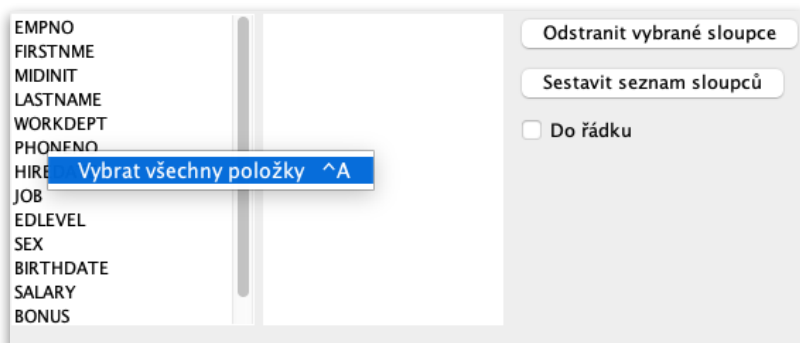 EMPNO
FIRSTNME
MIDINIT
LASTNAME
WORKDEPT
PHONENO
HIRE
Vybrat všechny položky ^A
JOB
EDLEVEL
SEX
BIRTHDATE
SALARY
BONUS
Odstranit vybrané sloupce
Sestavit seznam sloupců
Do řádku